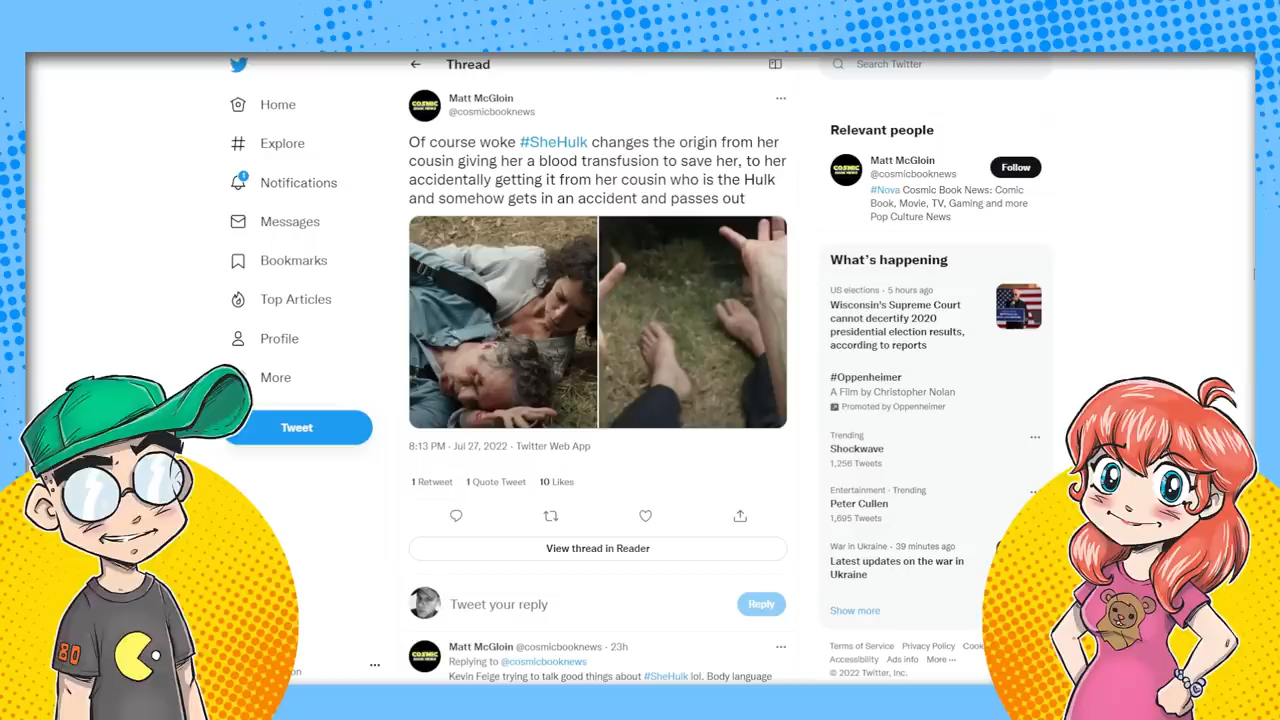 Home
Explore
1
Notifications
Messages
Bookmarks
Top Articles
Profile
More
Tweet
Thread
COSMIC
Matt McGloin
@cosmicbooknews
Of course woke #SheHulk changes the origin from her
cousin giving her a blood transfusion to save her, to her
accidentally getting it from her cousin who is the Hulk
and somehow gets in an accident and passes out
8:13 PM · Jul 27, 2022 · Twitter Web App
1 Retweet 1 Quote Tweet 10 Likes
View thread in Reader
Tweet your reply
Reply
COSMIC
Matt McGloin @cosmicbooknews · 23h
Replying to @cosmicbooknews
Kevin Feige trying to talk good things about #SheHulk lol. Body language
Search Twitter
Relevant people
COSMIC
Matt McGloin
@cosmicbooknews
Follow
#Nova Cosmic Book News: Comic
Book, Movie, TV, Gaming and more
Pop Culture News
What's happening
US elections · 5 hours ago
Wisconsin's Supreme Court
cannot decertify 2020
presidential election results,
according to reports
#Oppenheimer
A Film by Christopher Nolan
Promoted by Oppenheimer
Trending
Shockwave
1,256 Tweets
Entertainment · Trending
Peter Cullen
1,695 Tweets
War in Ukraine · 39 minutes ago
Latest updates on the war in
Ukraine
Show more
Terms of Service Privacy Policy Cook
Accessibility Ads info More ···
© 2022 Twitter, Inc.
80